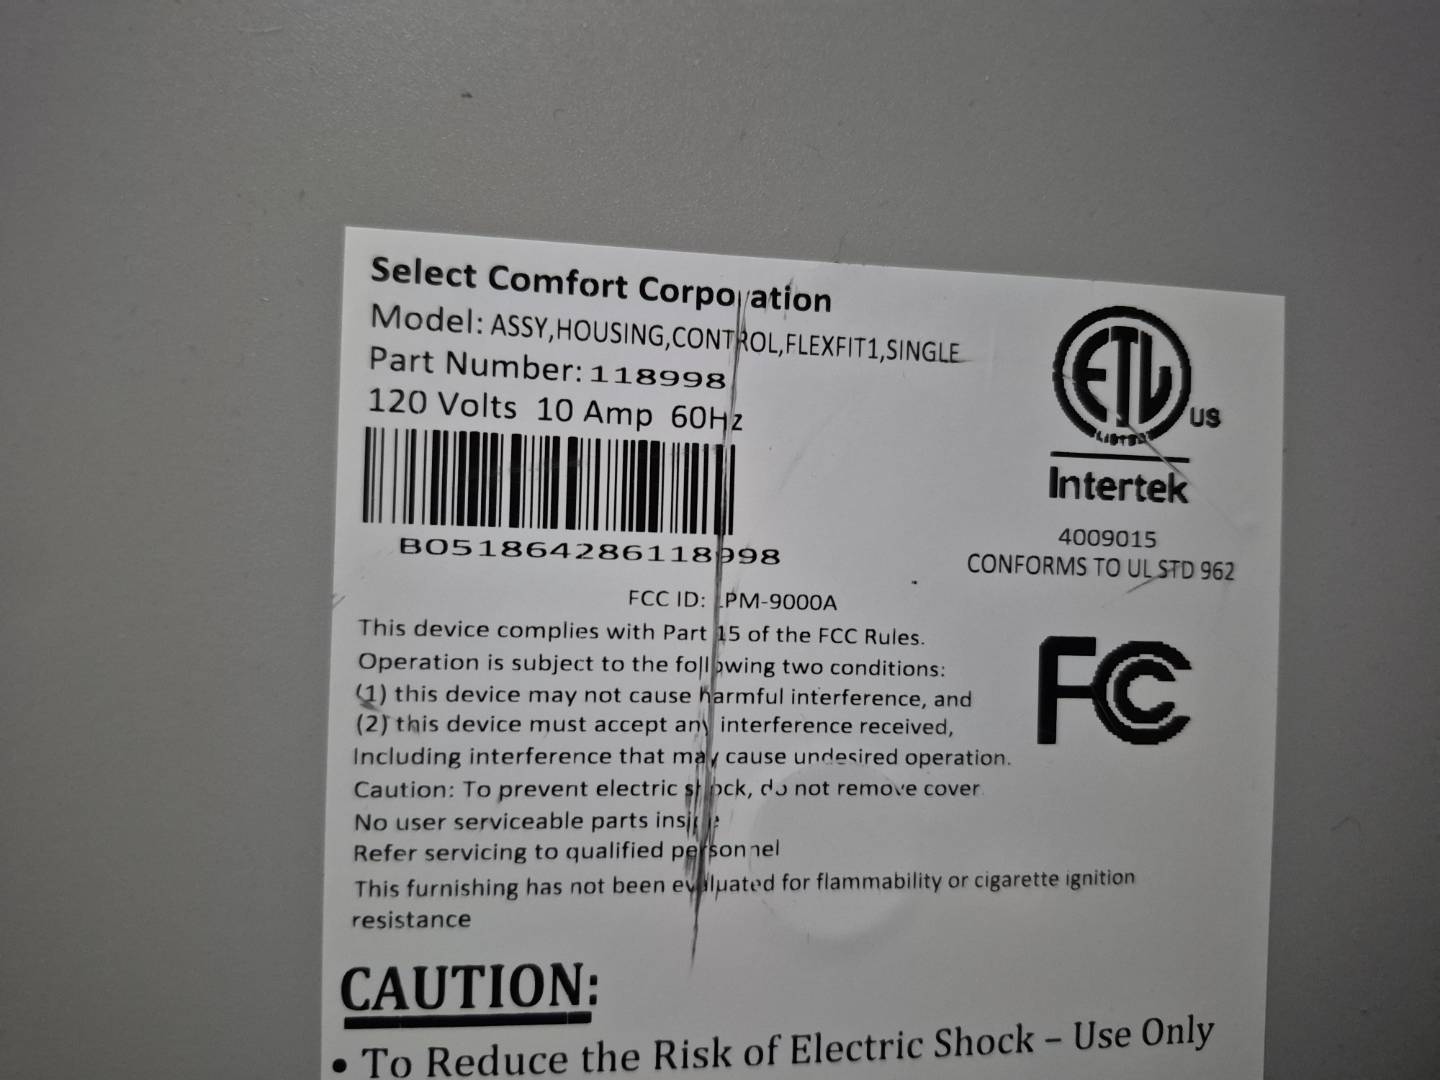 Select Comfort Corporation
Model: ASSY,HOUSING,CONTROL,FLEXFIT1,SINGLE
Part Number: 118998
120 Volts 10 Amp 60Hz
B051864286118998
ETL
LISTED
US
Intertek
4009015
CONFORMS TO UL STD 962
FCC ID: LPM-9000A
This device complies with Part 15 of the FCC Rules.
Operation is subject to the following two conditions:
(1) this device may not cause harmful interference, and
(2) this device must accept any interference received,
Including interference that may cause undesired operation.
Caution: To prevent electric shock, do not remove cover
No user serviceable parts inside
Refer servicing to qualified personnel
This furnishing has not been evaluated for flammability or cigarette ignition
resistance
FC
CAUTION:
• To Reduce the Risk of Electric Shock – Use Only